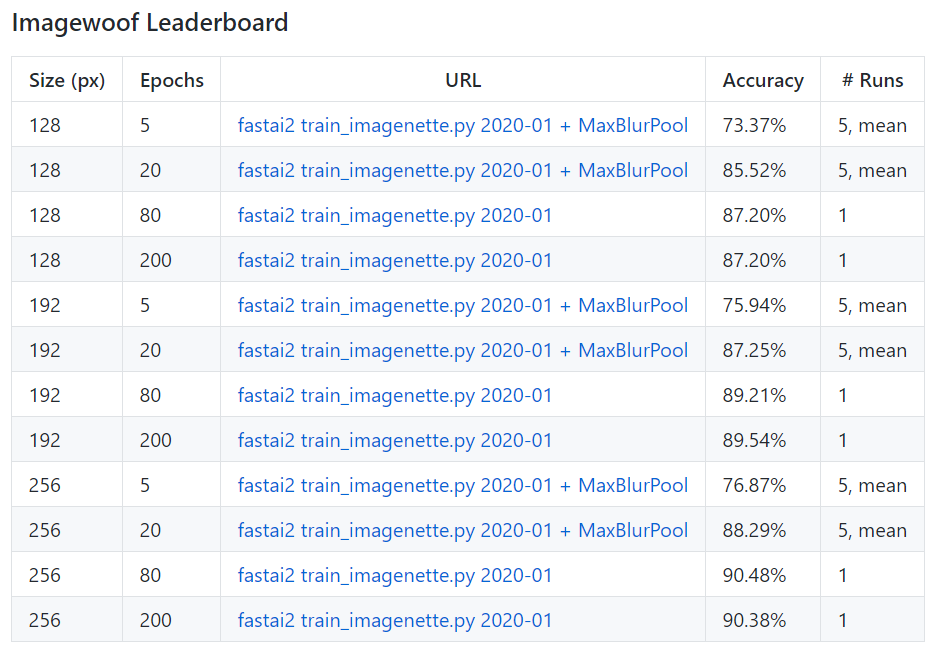 Imagewoof Leaderboard
Size (px) Epochs URL Accuracy # Runs
128 5 fastai2 train_imagenette.py 2020-01 + MaxBlurPool 73.37% 5, mean
128 20 fastai2 train_imagenette.py 2020-01 + MaxBlurPool 85.52% 5, mean
128 80 fastai2 train_imagenette.py 2020-01 87.20% 1
128 200 fastai2 train_imagenette.py 2020-01 87.20% 1
192 5 fastai2 train_imagenette.py 2020-01 + MaxBlurPool 75.94% 5, mean
192 20 fastai2 train_imagenette.py 2020-01 + MaxBlurPool 87.25% 5, mean
192 80 fastai2 train_imagenette.py 2020-01 89.21% 1
192 200 fastai2 train_imagenette.py 2020-01 89.54% 1
256 5 fastai2 train_imagenette.py 2020-01 + MaxBlurPool 76.87% 5, mean
256 20 fastai2 train_imagenette.py 2020-01 + MaxBlurPool 88.29% 5, mean
256 80 fastai2 train_imagenette.py 2020-01 90.48% 1
256 200 fastai2 train_imagenette.py 2020-01 90.38% 1